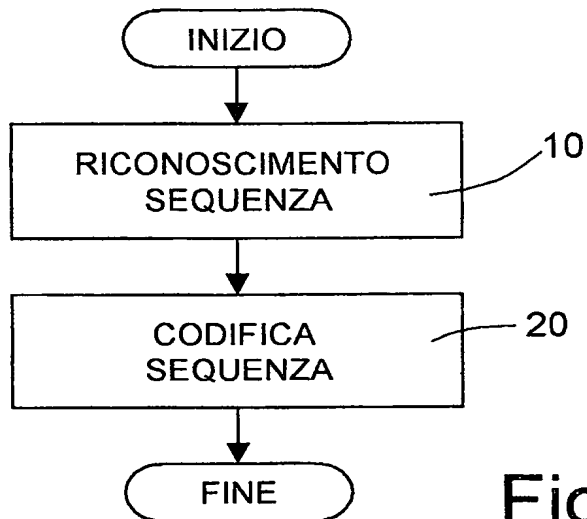 INIZIO
RICONOSCIMENTO
SEQUENZA
10
CODIFICA
SEQUENZA
20
FINE